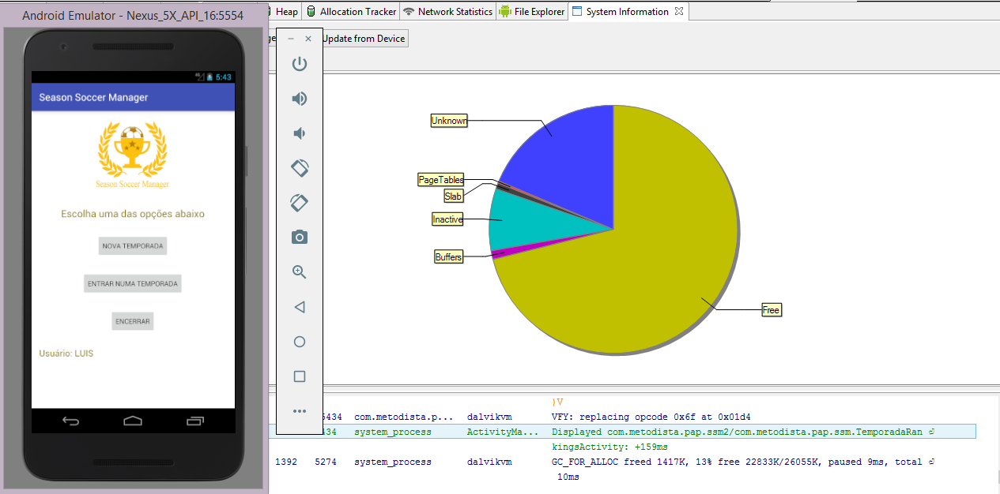 Android Emulator - Nexus_5X_API_16:5554
Heap
Allocation Tracker
Network Statistics
File Explorer
System Information
Update from Device
5:43
Season Soccer Manager
Season Soccer Manager
Escolha uma das opções abaixo
NOVA TEMPORADA
ENTRAR NUMA TEMPORADA
ENCERRAR
Usuário: LUIS
Unknown
PageTables
Slab
Inactive
Buffers
Free
)V
5434 com.metodista.p... dalvikvm VFY: replacing opcode 0x6f at 0x01d4
434 system_process ActivityMa... Displayed com.metodista.pap.ssm2/com.metodista.pap.ssm.TemporadaRan
kingsActivity: +159ms
1392 5274 system_process dalvikvm GC_FOR_ALLOC freed 1417K, 13% free 22833K/26055K, paused 9ms, total
10ms